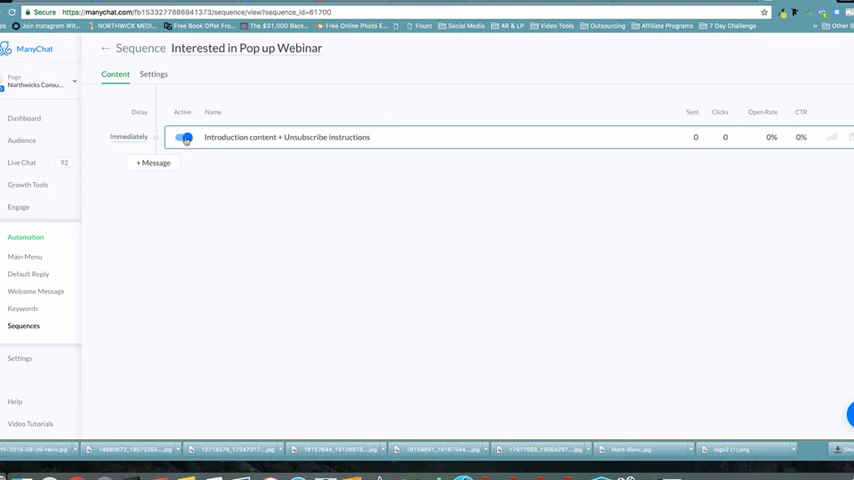 Secure https://manychat.com/fb1533277886941373/sequence/view?sequence_id=61700
Join Instagram Wit... NORTHWICK MEDI... Free Book Offer Fro... The $31,000 Back... Free Online Photo E... Fount Social Media AR & LP Video Tools Outsourcing Affiliate Programs 7 Day Challenge » Other B
ManyChat
← Sequence Interested in Pop up Webinar
Page
Northwicks Consu...
Content Settings
Dashboard
Audience
Live Chat 92
Growth Tools
Engage
Automation
Main Menu
Default Reply
Welcome Message
Keywords
Sequences
Settings
Help
Video Tutorials
Delay Active Name Sent Clicks Open Rate CTR
Immediately Introduction content + Unsubscribe instructions 0 0 0% 0%
+ Message
Mont-Blanc.jpg logo2 (1).png